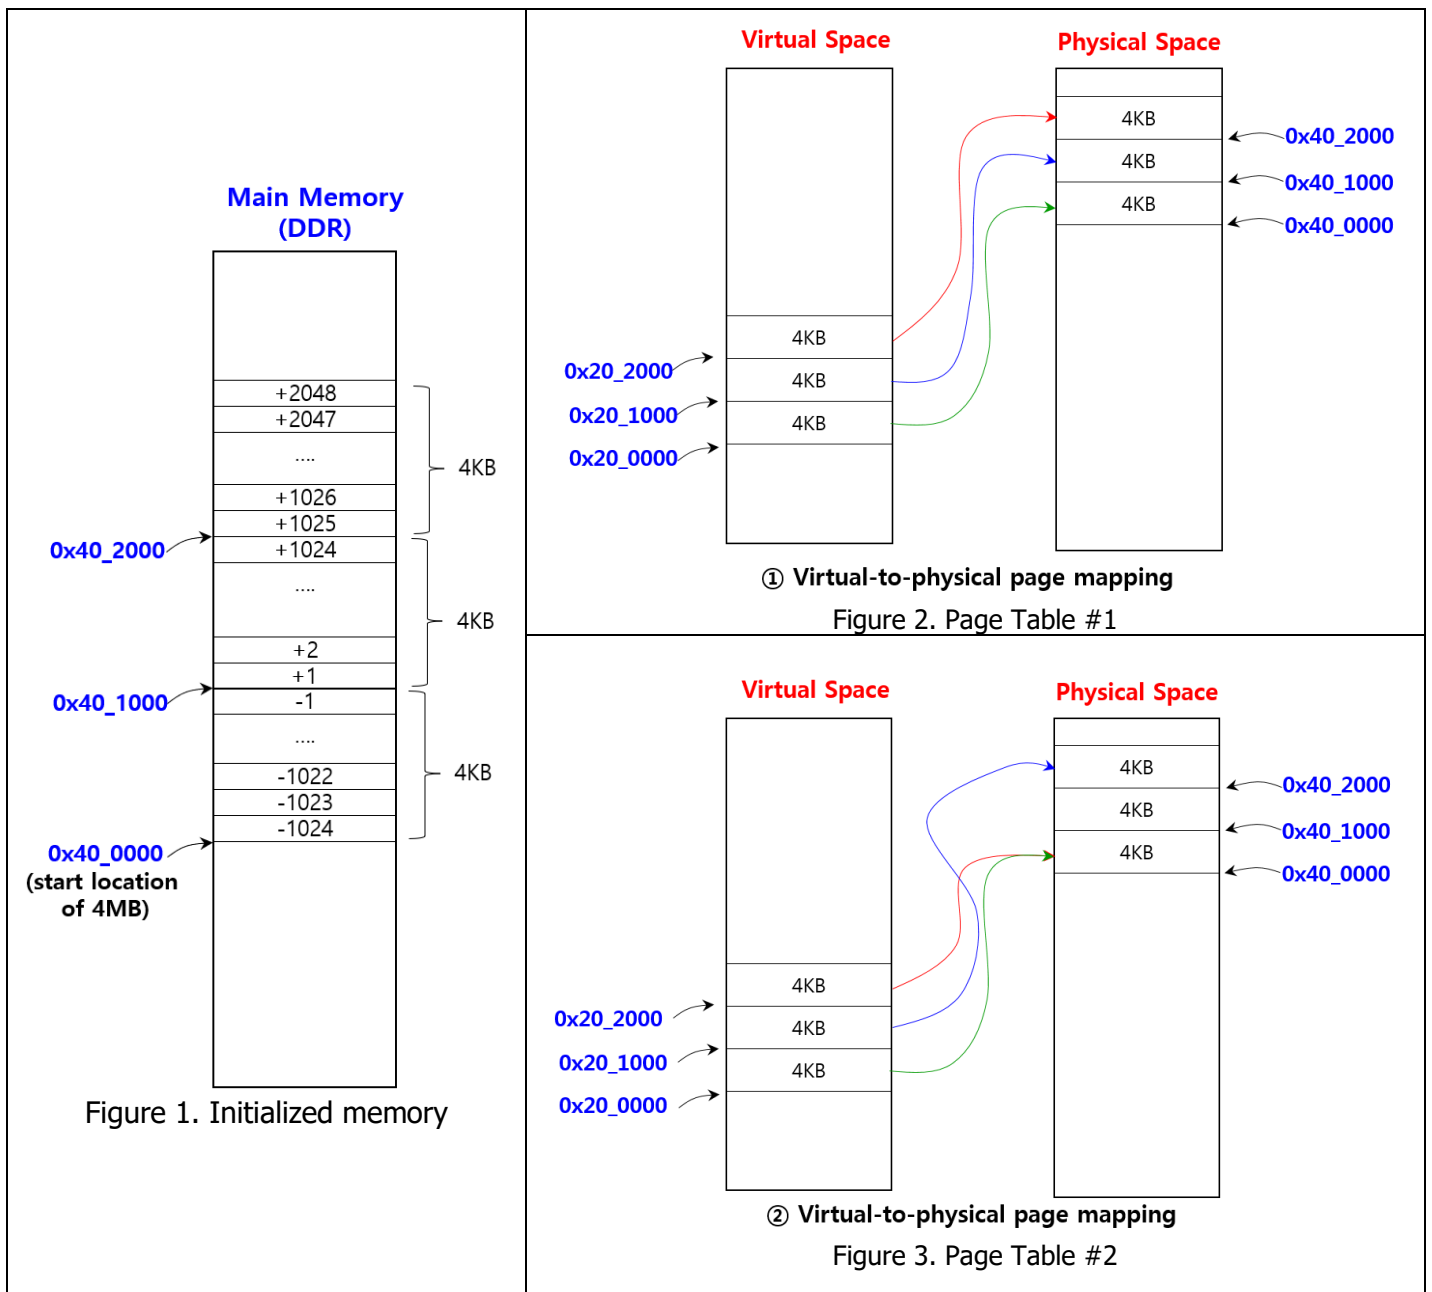 Main Memory
(DDR)
+2048
+2047
....
4KB
+1026
+1025
0x40_2000
+1024
....
4KB
+2
+1
0x40_1000
-1
....
4KB
-1022
-1023
-1024
0x40_0000
(start location
of 4MB)
Figure 1. Initialized memory
Virtual Space
Physical Space
4KB
0x40_2000
4KB
0x40_1000
4KB
0x40_0000
4KB
0x20_2000
4KB
0x20_1000
4KB
0x20_0000
① Virtual-to-physical page mapping
Figure 2. Page Table #1
Virtual Space
Physical Space
4KB
0x40_2000
4KB
0x40_1000
4KB
0x40_0000
4KB
0x20_2000
4KB
0x20_1000
4KB
0x20_0000
② Virtual-to-physical page mapping
Figure 3. Page Table #2